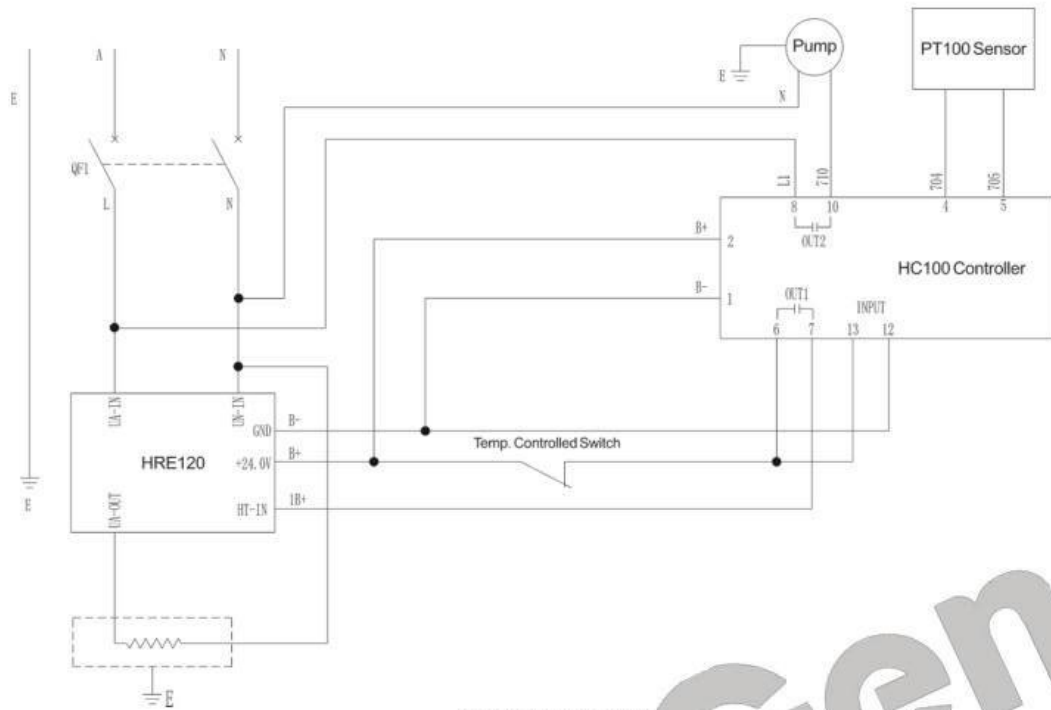 A
N
E
QF1
L
N
E
Pump
N
PT100 Sensor
L1
710
704
705
8
10
4
5
OUT2
B+
2
HC100 Controller
B-
1
OUT1
INPUT
6
7
13
12
UA-IN
UN-IN
GND
B-
+24.0V
B+
HRE120
HT-IN
1B+
UA-OUT
Temp. Controlled Switch
E
E
Gen